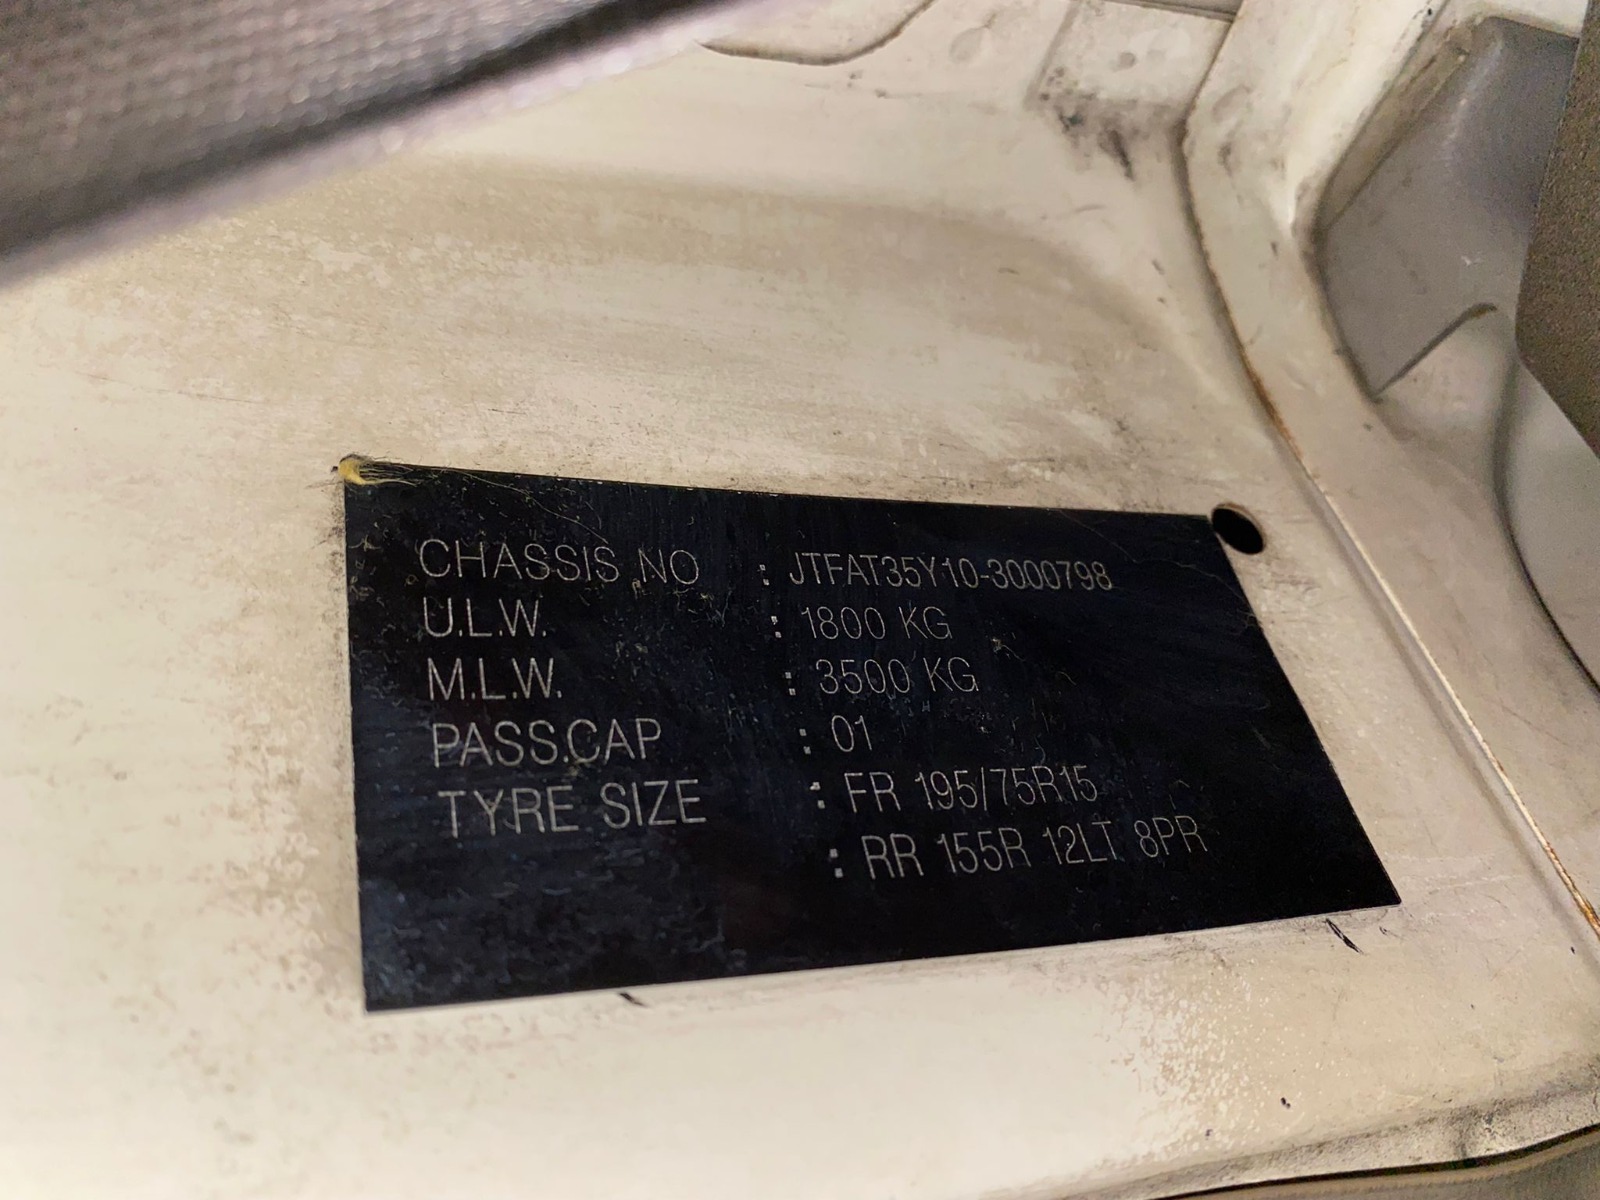 CHASSIS NO : JTFAT35Y10-3000798
U.L.W. : 1800 KG
M.L.W. : 3500 KG
PASS.CAP : 01
TYRE SIZE : FR 195/75R15
: RR 155R 12LT 8PR